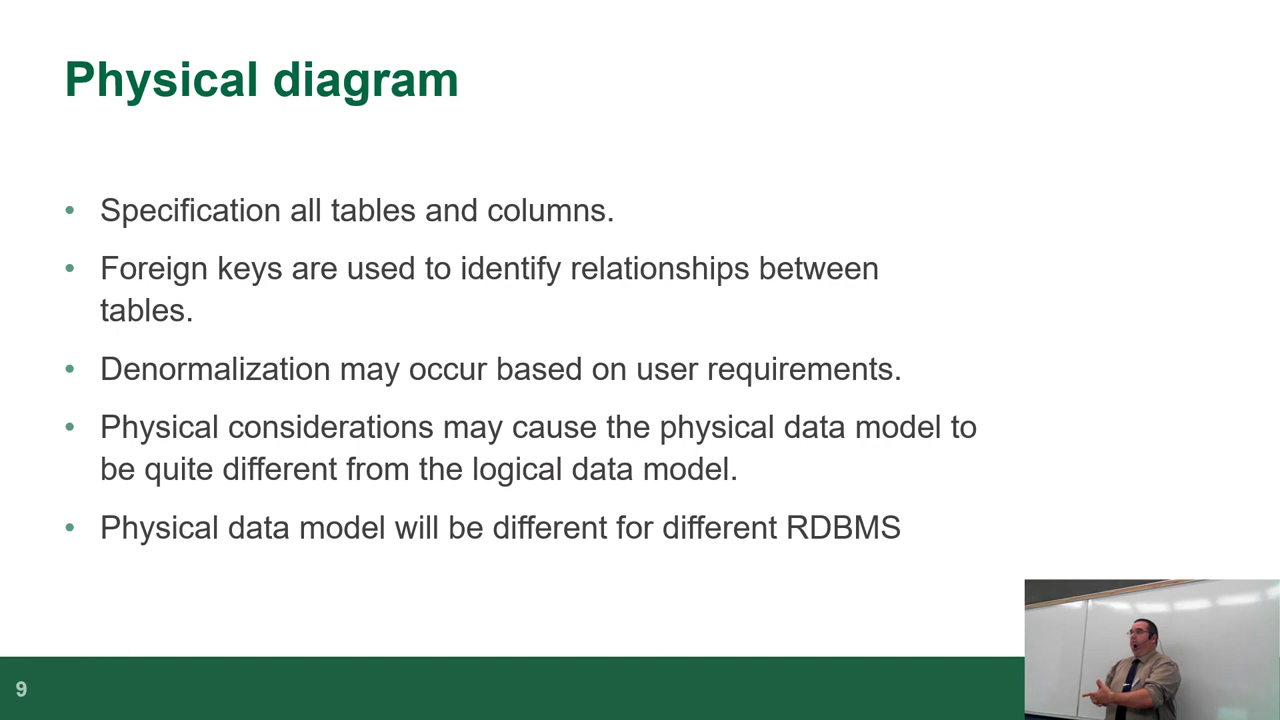 Physical diagram
• Specification all tables and columns.
• Foreign keys are used to identify relationships between
tables.
• Denormalization may occur based on user requirements.
• Physical considerations may cause the physical data model to
be quite different from the logical data model.
• Physical data model will be different for different RDBMS
9